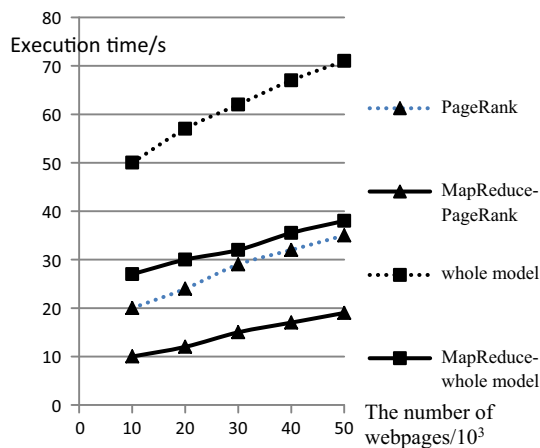 80
Execution time/s
70
60
50
40
30
20
10
0
0 10 20 30 40 50
The number of
webpages/10³
PageRank
MapReduce-
PageRank
whole model
MapReduce-
whole model